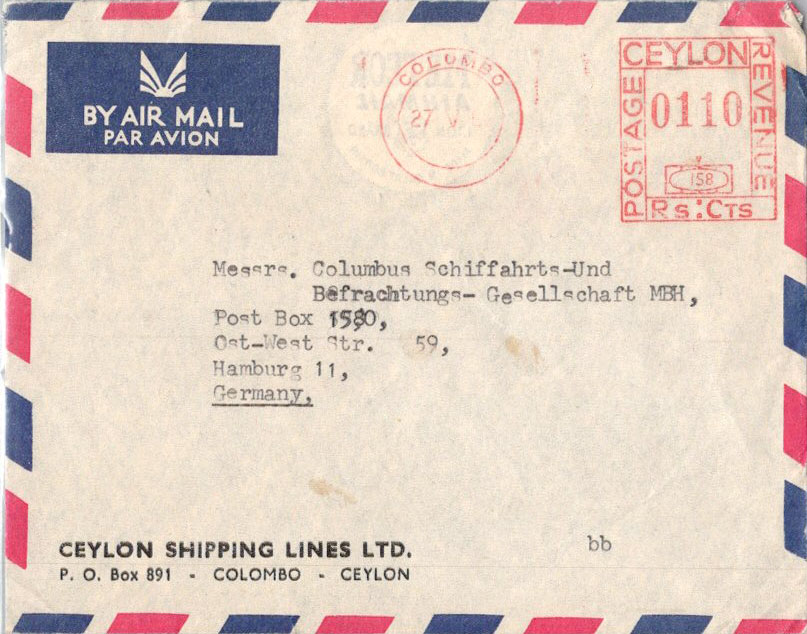 BY AIR MAIL
PAR AVION
COLOMBO
27 V
CEYLON
POSTAGE
REVENUE
0110
158
Rs:Cts
Messrs. Columbus Schiffahrts-Und
Befrachtungs- Gesellschaft MBH,
Post Box
Ost-West Str. 59,
Hamburg 11,
Germany.
CEYLON SHIPPING LINES LTD.
P. O. Box 891 - COLOMBO - CEYLON
bb